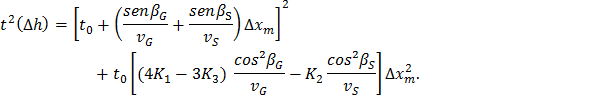 t²(Δh) = [t₀ + (senβ_G/v_G + senβ_S/v_S) Δx_m]²
+ t₀ [(4K₁ − 3K₃) cos²β_G/v_G − K₂ cos²β_S/v_S] Δx_m².